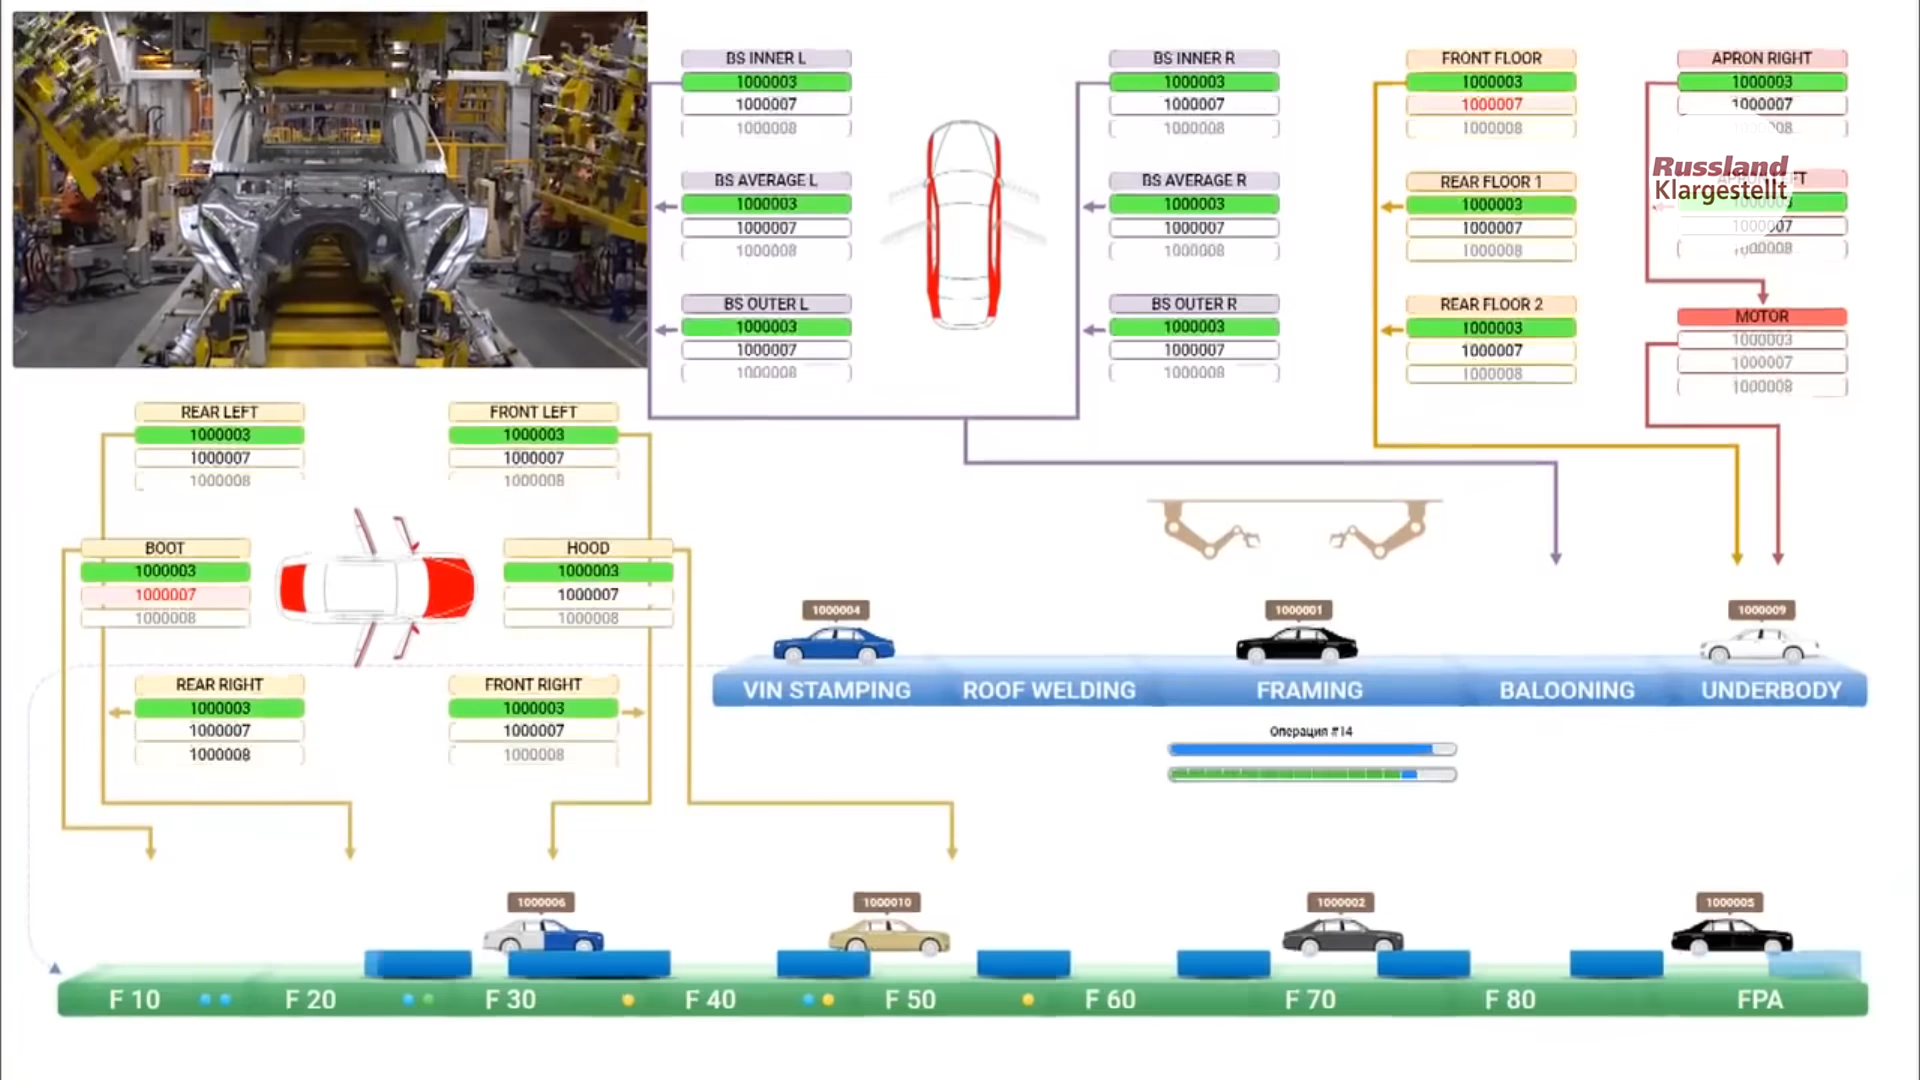 BS INNER L
1000003
1000007
1000008
BS AVERAGE L
1000003
1000007
1000008
BS OUTER L
1000003
1000007
1000008
BS INNER R
1000003
1000007
1000008
BS AVERAGE R
1000003
1000007
1000008
BS OUTER R
1000003
1000007
1000008
FRONT FLOOR
1000003
1000007
1000008
REAR FLOOR 1
1000003
1000007
1000008
REAR FLOOR 2
1000003
1000007
1000008
APRON RIGHT
1000003
1000007
Russland
Klargestellt
1000008
MOTOR
1000003
1000007
1000008
REAR LEFT
1000003
1000007
1000008
FRONT LEFT
1000003
1000007
1000008
BOOT
1000003
1000007
1000008
HOOD
1000003
1000007
1000008
REAR RIGHT
1000003
1000007
1000008
FRONT RIGHT
1000003
1000007
1000008
1000004
1000001
1000009
VIN STAMPING
ROOF WELDING
FRAMING
BALOONING
UNDERBODY
Операция #14
1000006
1000010
1000002
1000005
F 10
F 20
F 30
F 40
F 50
F 60
F 70
F 80
FPA